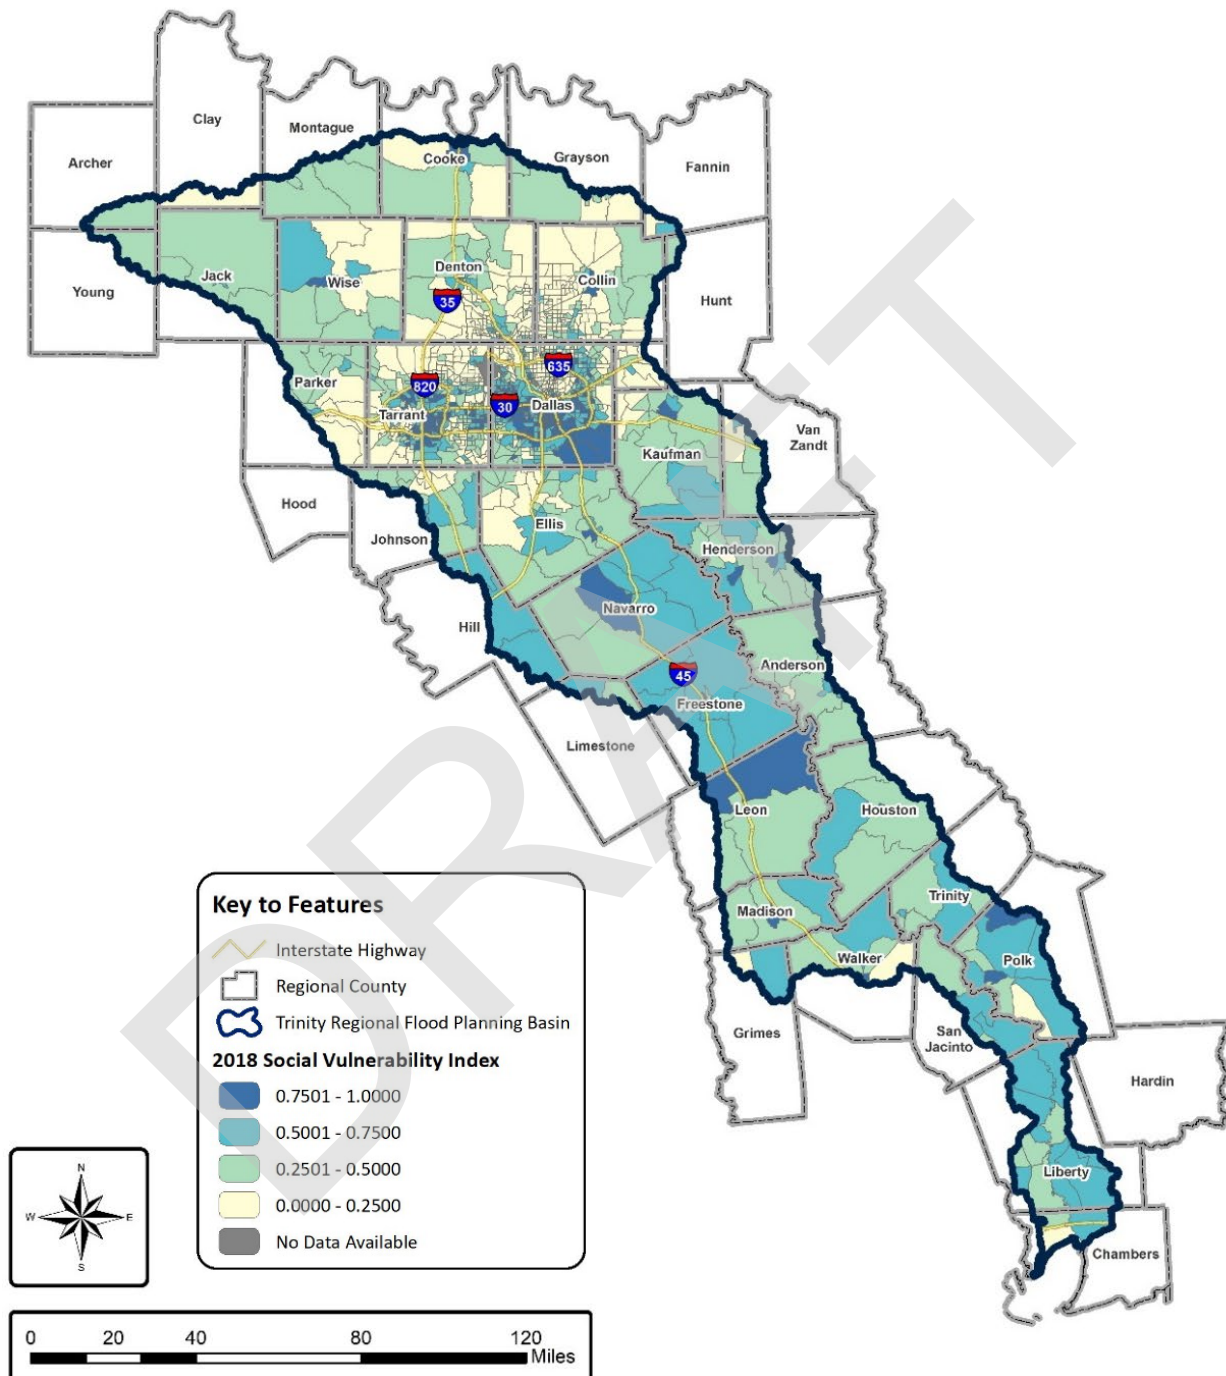 Clay
Montague
Archer
Cooke
Grayson
Fannin
Young
Jack
Wise
Denton
Collin
Hunt
35
Parker
820
635
Tarrant
30
Dallas
Van
Zandt
Kaufman
Hood
Johnson
Ellis
Henderson
Navarro
Hill
Anderson
45
Freestone
Limestone
Leon
Houston
Trinity
Madison
Walker
Polk
Grimes
San
Jacinto
Hardin
Liberty
Chambers
DRAFT
Key to Features
Interstate Highway
Regional County
Trinity Regional Flood Planning Basin
2018 Social Vulnerability Index
0.7501 - 1.0000
0.5001 - 0.7500
0.2501 - 0.5000
0.0000 - 0.2500
No Data Available
N
W E
S
0 20 40 80 120
Miles